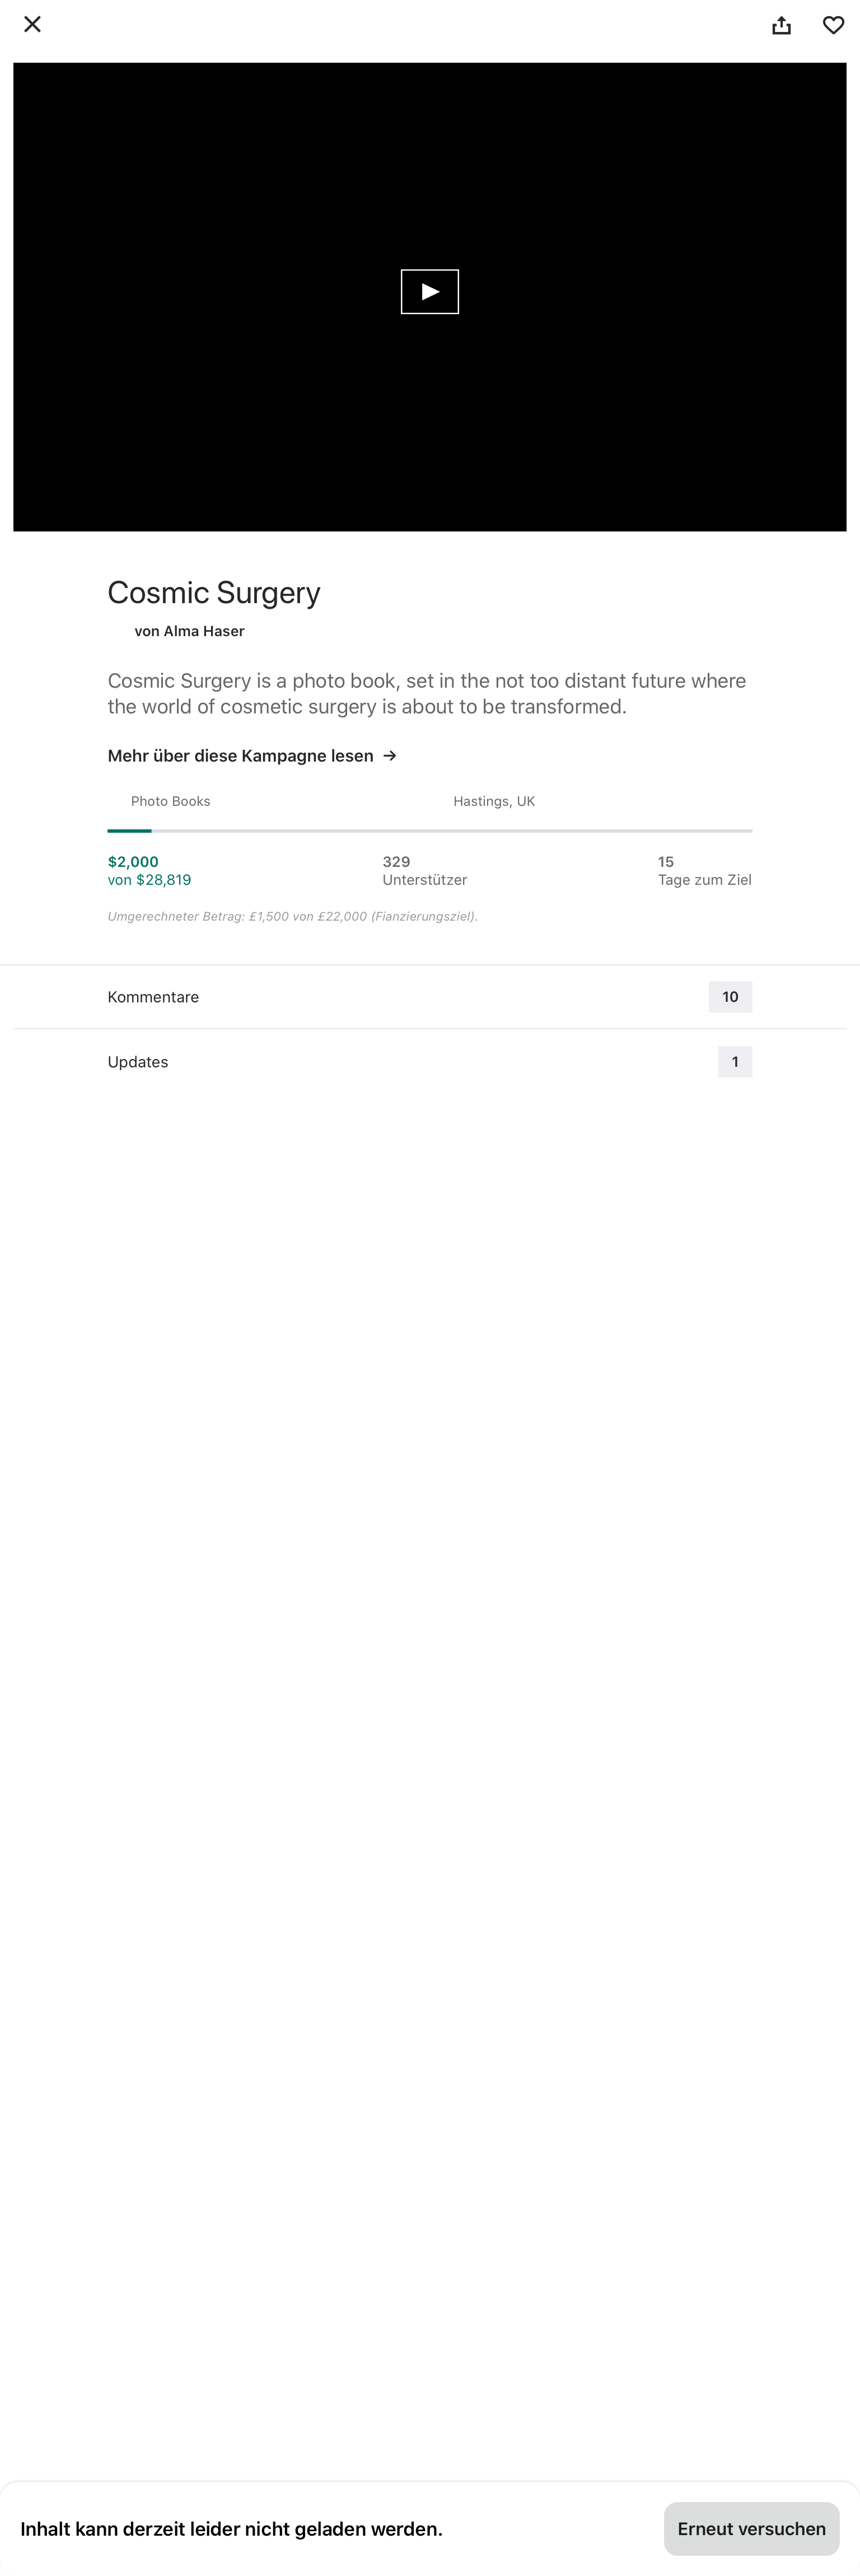 Cosmic Surgery
von Alma Haser
Cosmic Surgery is a photo book, set in the not too distant future where
the world of cosmetic surgery is about to be transformed.
Mehr über diese Kampagne lesen →
Photo Books
Hastings, UK
$2,000
von $28,819
329
Unterstützer
15
Tage zum Ziel
Umgerechneter Betrag: £1,500 von £22,000 (Fianzierungsziel).
Kommentare
10
Updates
1
Inhalt kann derzeit leider nicht geladen werden.
Erneut versuchen